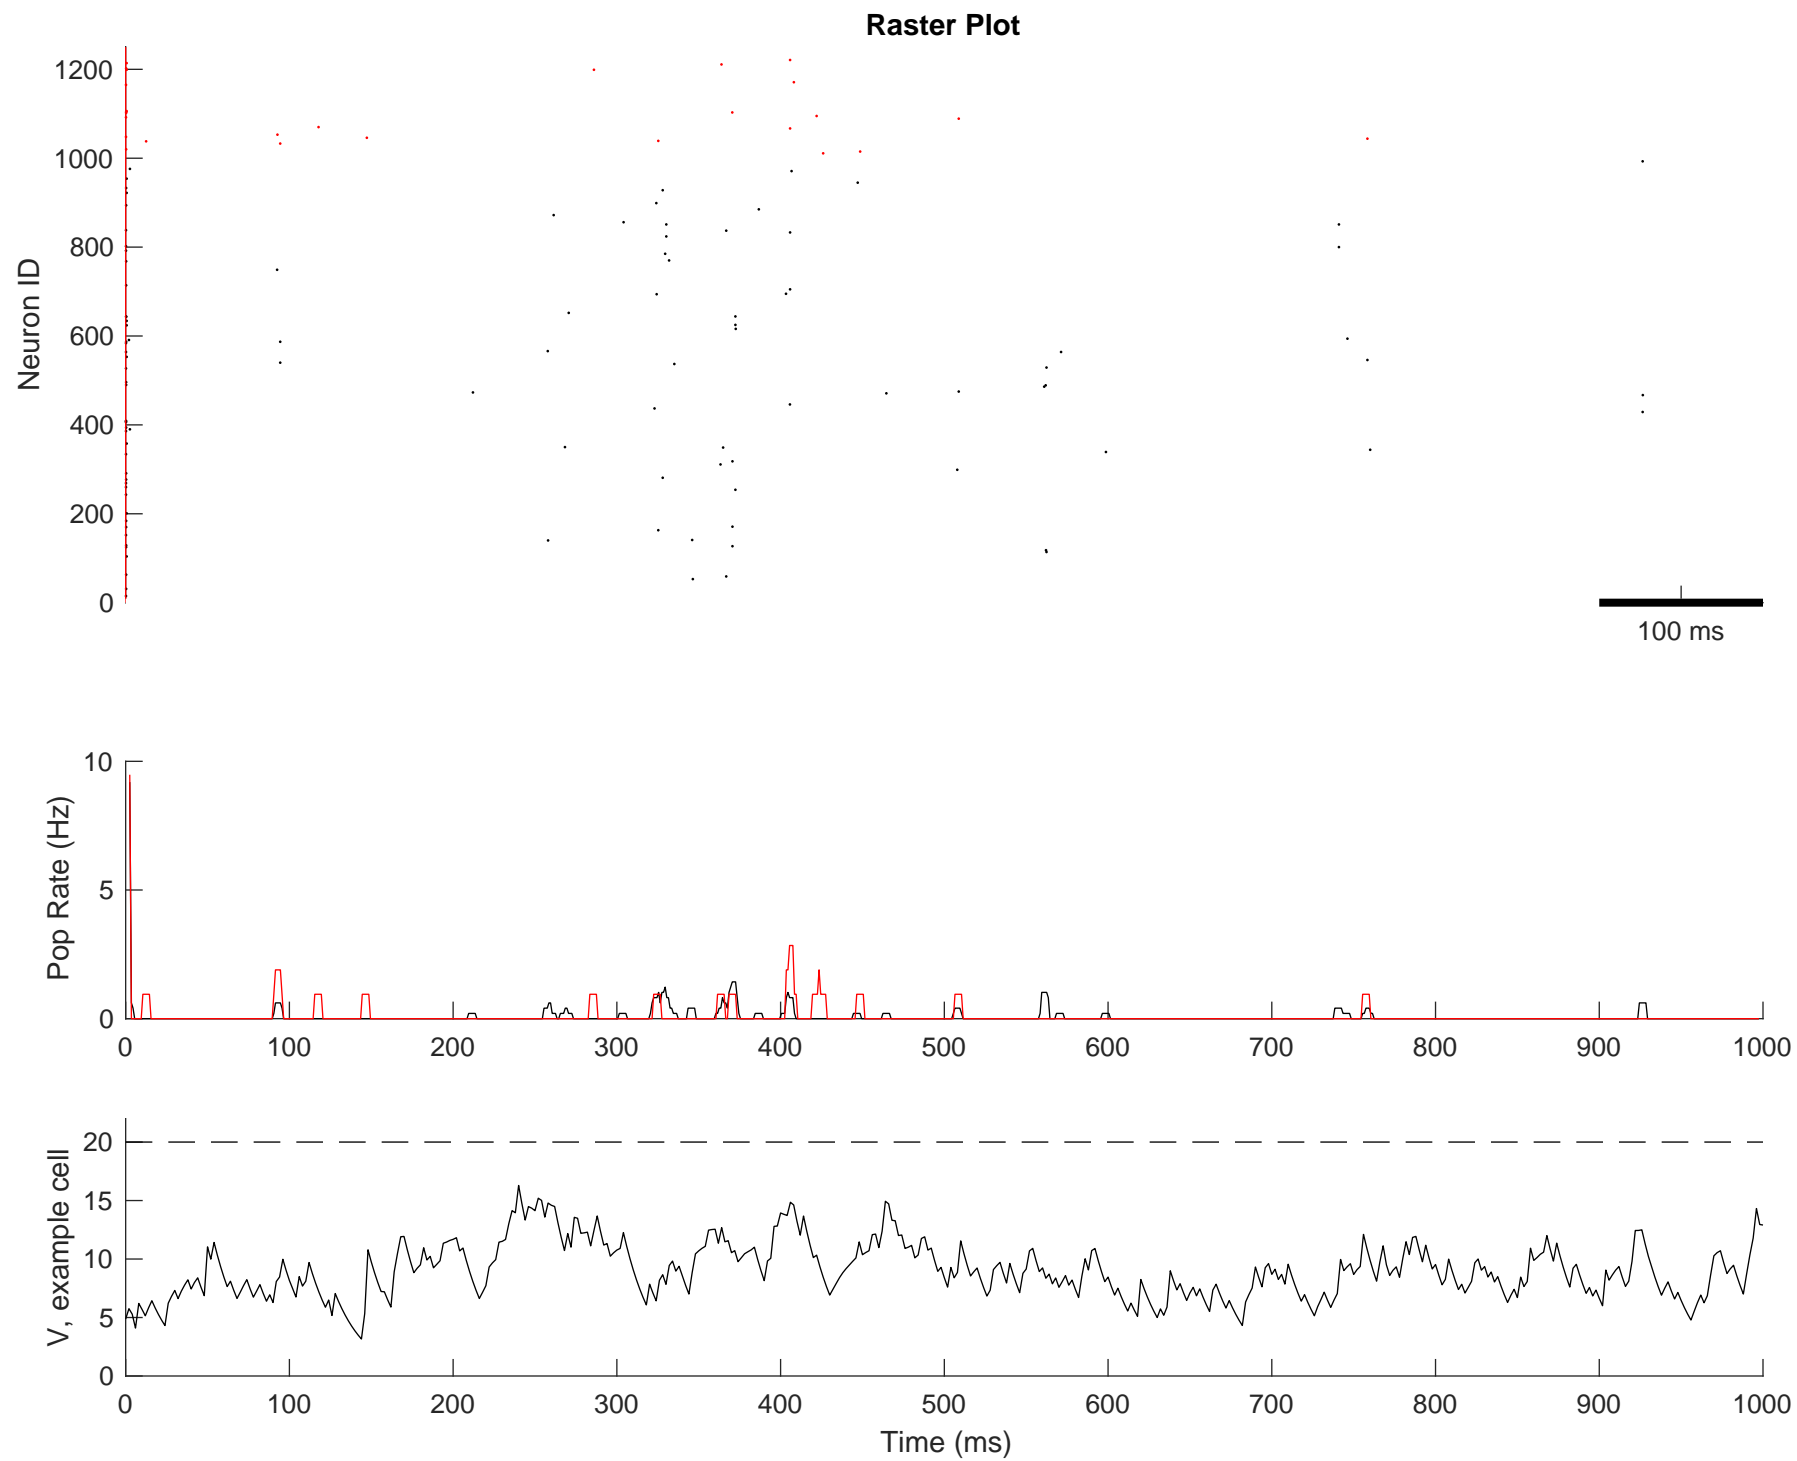 Raster Plot
1200
1000
800
600
400
200
0
Neuron ID
100 ms
10
5
0
Pop Rate (Hz)
0 100 200 300 400 500 600 700 800 900 1000
20
15
10
5
0
V, example cell
0 100 200 300 400 500 600 700 800 900 1000
Time (ms)